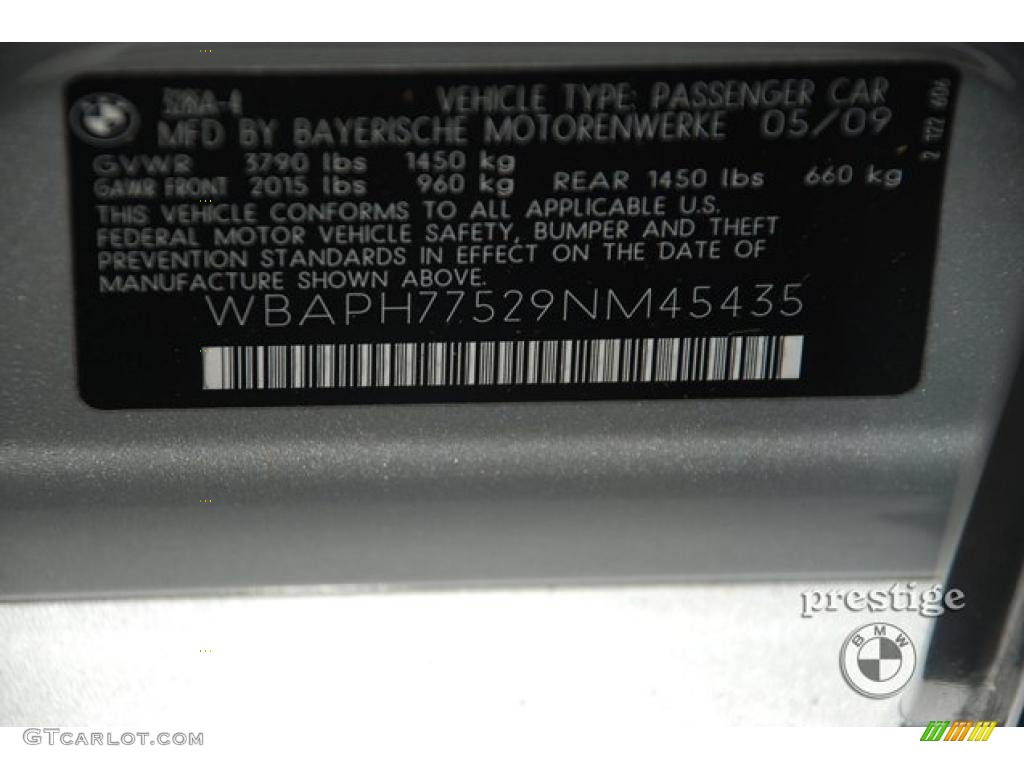 328iA-4 VEHICLE TYPE: PASSENGER CAR
MFD BY BAYERISCHE MOTORENWERKE 05/09
GVWR 3790 lbs 1450 kg
GAWR FRONT 2015 lbs 960 kg REAR 1450 lbs 660 kg
THIS VEHICLE CONFORMS TO ALL APPLICABLE U.S.
FEDERAL MOTOR VEHICLE SAFETY, BUMPER AND THEFT
PREVENTION STANDARDS IN EFFECT ON THE DATE OF
MANUFACTURE SHOWN ABOVE.
WBAPH77529NM45435
prestige
BMW
GTCARLOT.COM